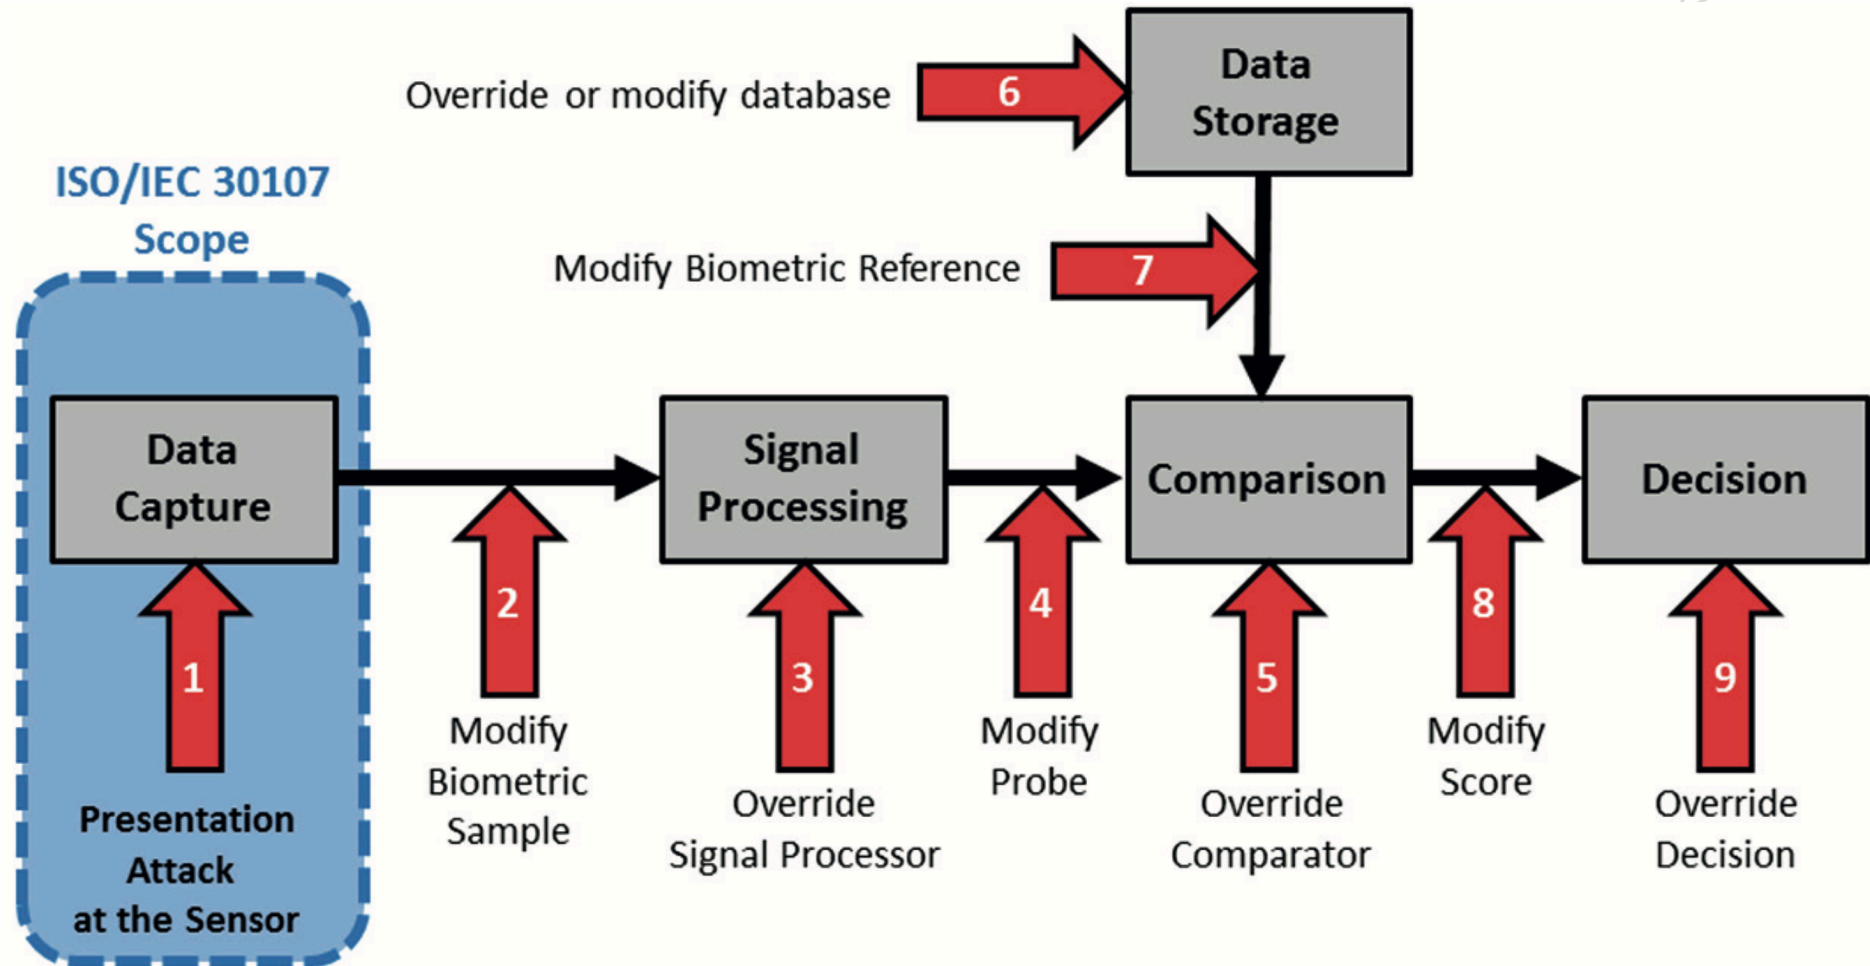 Data
Storage
Override or modify database
6
ISO/IEC 30107
Scope
Modify Biometric Reference
7
Data
Capture
Signal
Processing
Comparison
Decision
1
2
3
4
5
8
9
Presentation
Attack
at the Sensor
Modify
Biometric
Sample
Override
Signal Processor
Modify
Probe
Override
Comparator
Modify
Score
Override
Decision